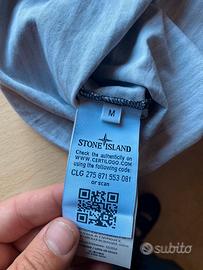 M
STONE ISLAND
Check the authenticity on
WWW.CERTILOGO.COM
using the following code:
CLG 275 871 553 081
or scan
subito